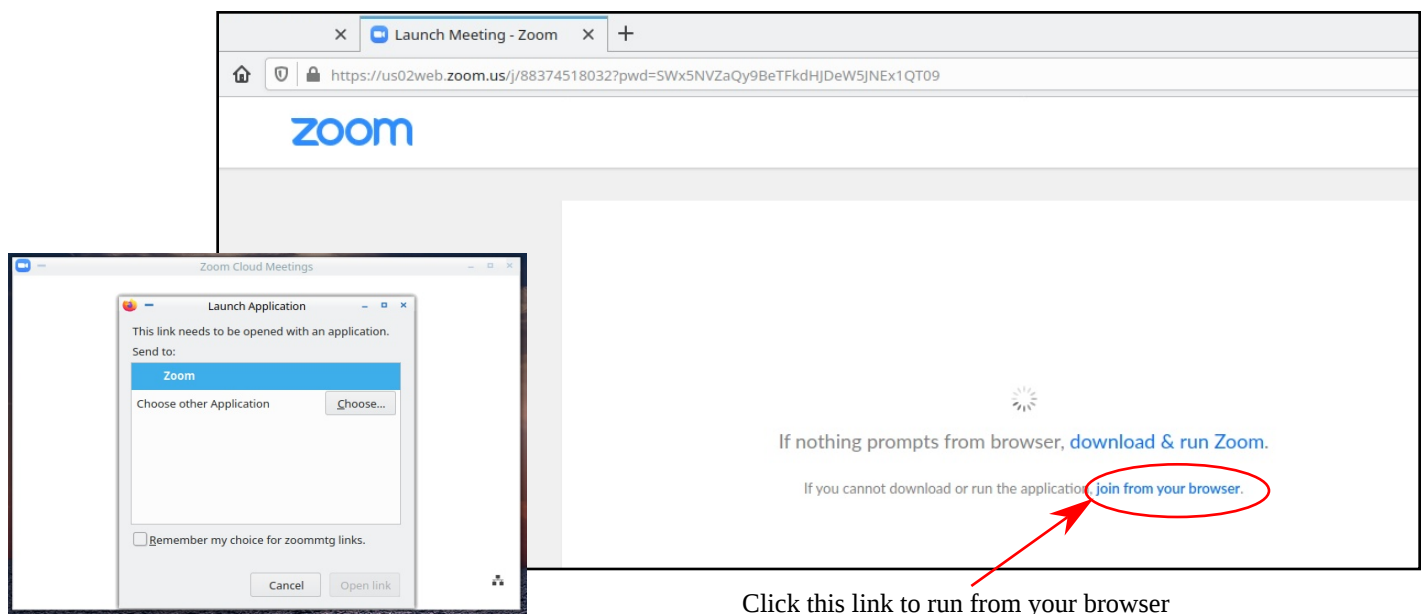 Launch Meeting - Zoom
https://us02web.zoom.us/j/88374518032?pwd=SWx5NVZaQy9BeTFkdHJDeW5JNEx1QT09
zoom
Zoom Cloud Meetings
Launch Application
This link needs to be opened with an application.
Send to:
Zoom
Choose other Application Choose...
Remember my choice for zoommtg links.
Cancel Open link
If nothing prompts from browser, download & run Zoom.
If you cannot download or run the application, join from your browser.
Click this link to run from your browser